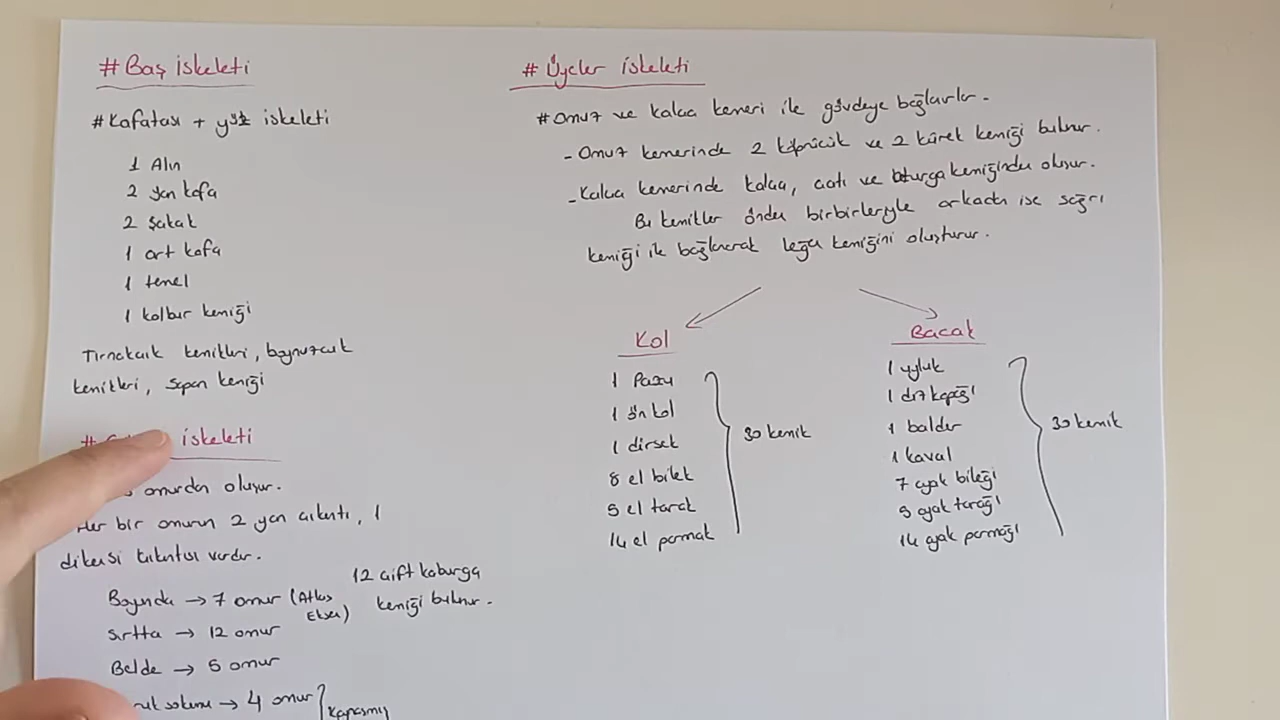 # Baş iskeleti
# Kafatası + yüz iskeleti
1 Alın
2 yan kafa
2 Şakak
1 art kafa
1 temel
1 kalbur kemiği
Tırnakcık kemikleri, boynuzcuk
kemikleri, sapan kemiği
# iskeleti
omurdan oluşur.
Her bir omurun 2 yan çıkıntı, 1
dikensi çıkıntısı vardır.
Boyunda → 7 omur (Atlas
Eksen)
12 çift kaburga
kemiği bulunur.
Sırtta → 12 omur
Belde → 5 omur
sokumu → 4 omur
kaynaşmış
# Üyeler iskeleti
# Omuz ve kalça kemeri ile gövdeye bağlanırlar.
- Omuz kemerinde 2 köprücük ve 2 kürek kemiği bulunur.
- Kalça kemerinde kalça, çatı ve oturga kemiğinden oluşur.
Bu kemikler önden birbirleriyle arkadan ise sağrı
kemiği ile bağlanarak leğen kemiğini oluşturur.
Kol
1 Pazu
1 ön kol
1 dirsek
8 el bilek
5 el tarak
14 el parmak
30 kemik
Bacak
1 uyluk
1 diz kapağı
1 baldır
1 kaval
7 ayak bileği
5 ayak tarağı
14 ayak parmağı
30 kemik